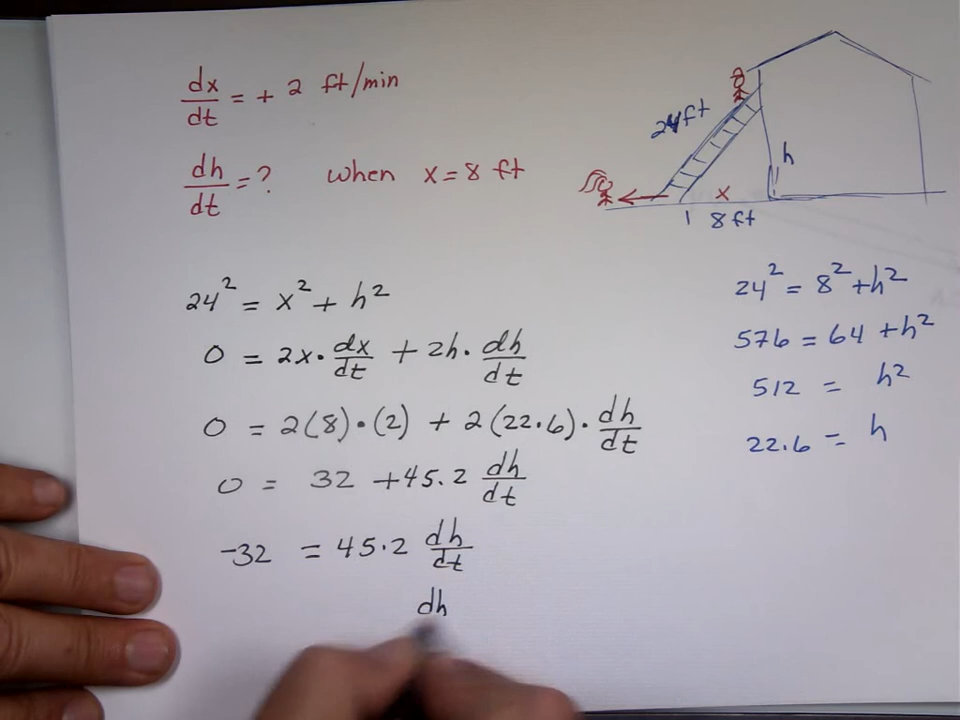 dx/dt = + 2 ft/min
dh/dt = ? when x = 8 ft
24² = x² + h²
0 = 2x · dx/dt + 2h · dh/dt
0 = 2(8) · (2) + 2(22.6) · dh/dt
0 = 32 + 45.2 dh/dt
-32 = 45.2 dh/dt
dh
24ft
h
x
8 ft
24² = 8² + h²
576 = 64 + h²
512 = h²
22.6 = h